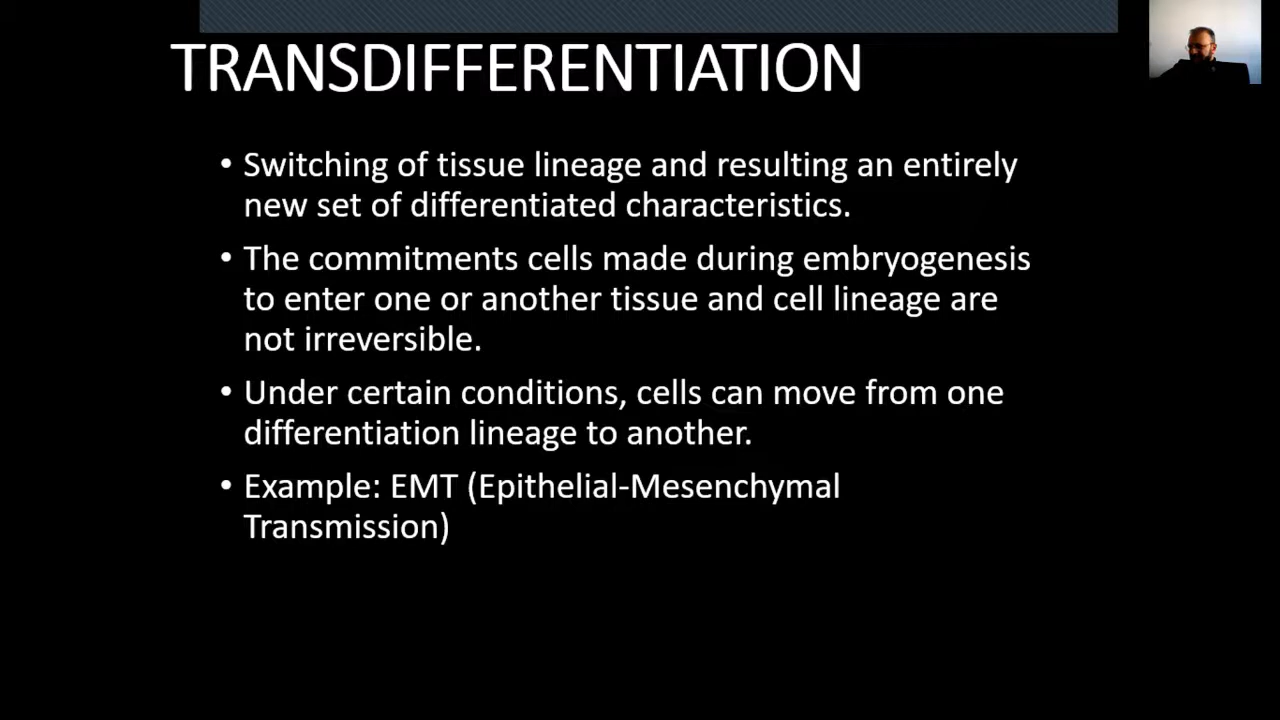 TRANSDIFFERENTIATION
• Switching of tissue lineage and resulting an entirely
new set of differentiated characteristics.
• The commitments cells made during embryogenesis
to enter one or another tissue and cell lineage are
not irreversible.
• Under certain conditions, cells can move from one
differentiation lineage to another.
• Example: EMT (Epithelial-Mesenchymal
Transmission)